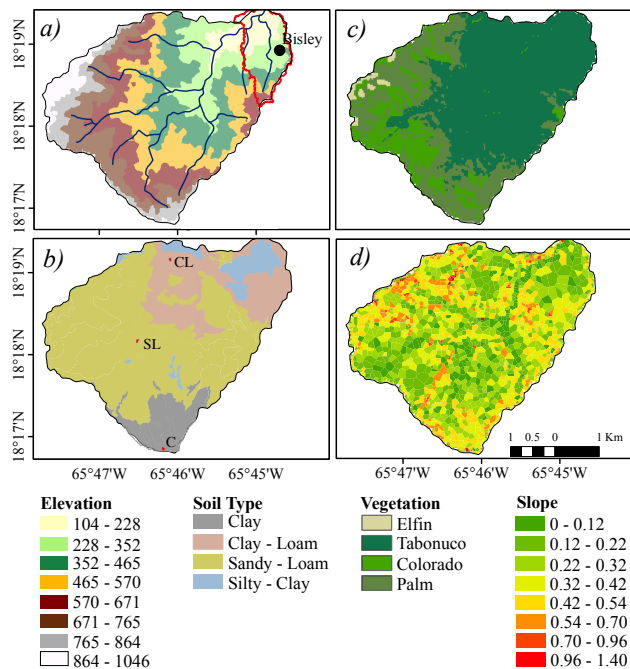 a)
Bisley
c)
18°19'N
18°18'N
18°17'N
b)
CL
d)
18°19'N
SL
18°18'N
C
18°17'N
1 0.5 0 1 Km
65°47'W 65°46'W 65°45'W 65°47'W 65°46'W 65°45'W
Elevation Soil Type Vegetation Slope
104 - 228 Clay Elfin 0 - 0.12
228 - 352 Clay - Loam Tabonuco 0.12 - 0.22
352 - 465 Sandy - Loam Colorado 0.22 - 0.32
465 - 570 Silty - Clay Palm 0.32 - 0.42
570 - 671 0.42 - 0.54
671 - 765 0.54 - 0.70
765 - 864 0.70 - 0.96
864 - 1046 0.96 - 1.40